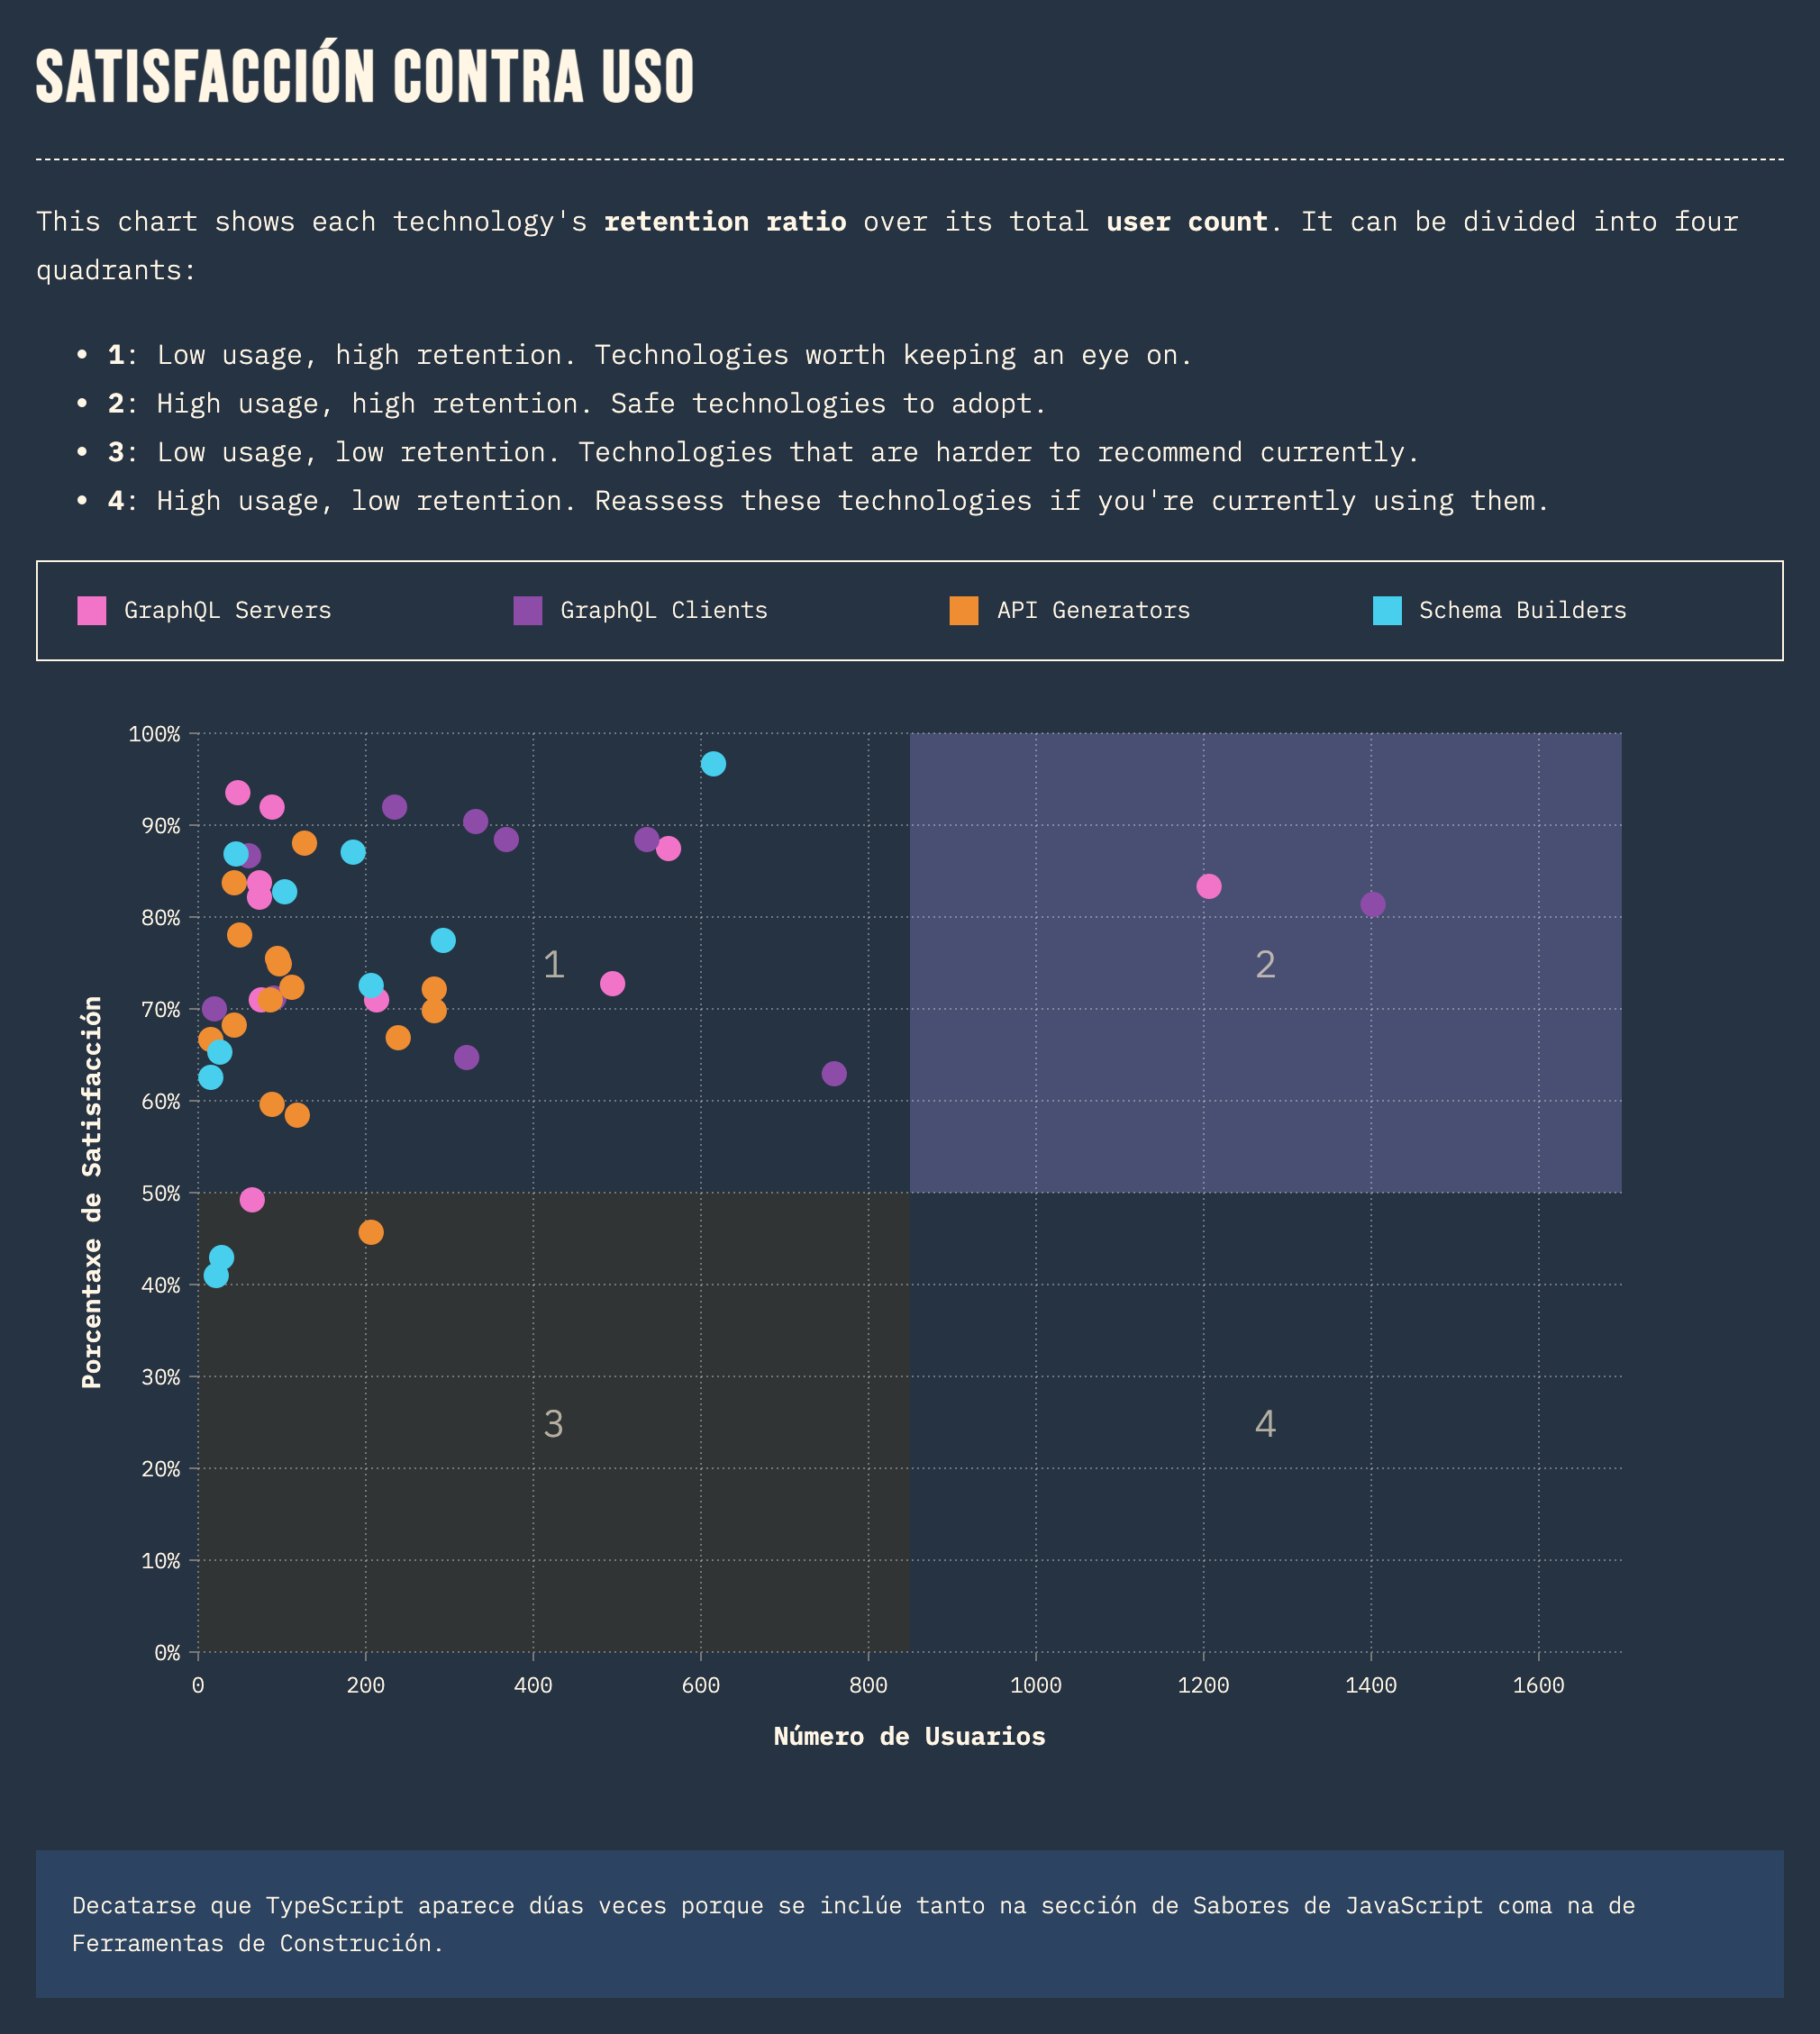 SATISFACCIÓN CONTRA USO
This chart shows each technology's retention ratio over its total user count. It can be divided into four
quadrants:
• 1: Low usage, high retention. Technologies worth keeping an eye on.
• 2: High usage, high retention. Safe technologies to adopt.
• 3: Low usage, low retention. Technologies that are harder to recommend currently.
• 4: High usage, low retention. Reassess these technologies if you're currently using them.
GraphQL Servers
GraphQL Clients
API Generators
Schema Builders
100%
90%
80%
70%
60%
50%
40%
30%
20%
10%
0%
Porcentaxe de Satisfacción
1
2
3
4
0
200
400
600
800
1000
1200
1400
1600
Número de Usuarios
Decatarse que TypeScript aparece dúas veces porque se inclúe tanto na sección de Sabores de JavaScript coma na de
Ferramentas de Construción.